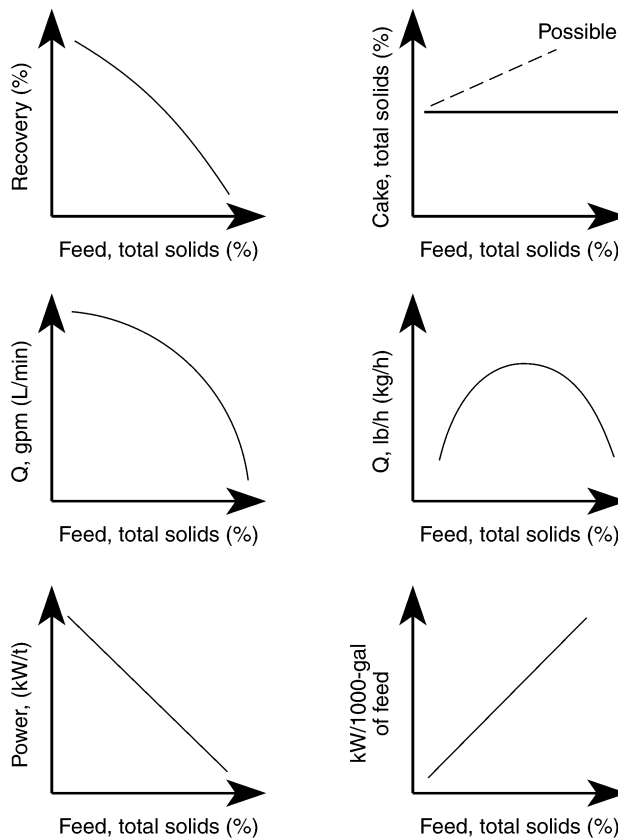 Recovery (%)
Feed, total solids (%)
Possible
Cake, total solids (%)
Feed, total solids (%)
Q, gpm (L/min)
Feed, total solids (%)
Q, lb/h (kg/h)
Feed, total solids (%)
Power, (kW/t)
Feed, total solids (%)
kW/1000-gal
of feed
Feed, total solids (%)